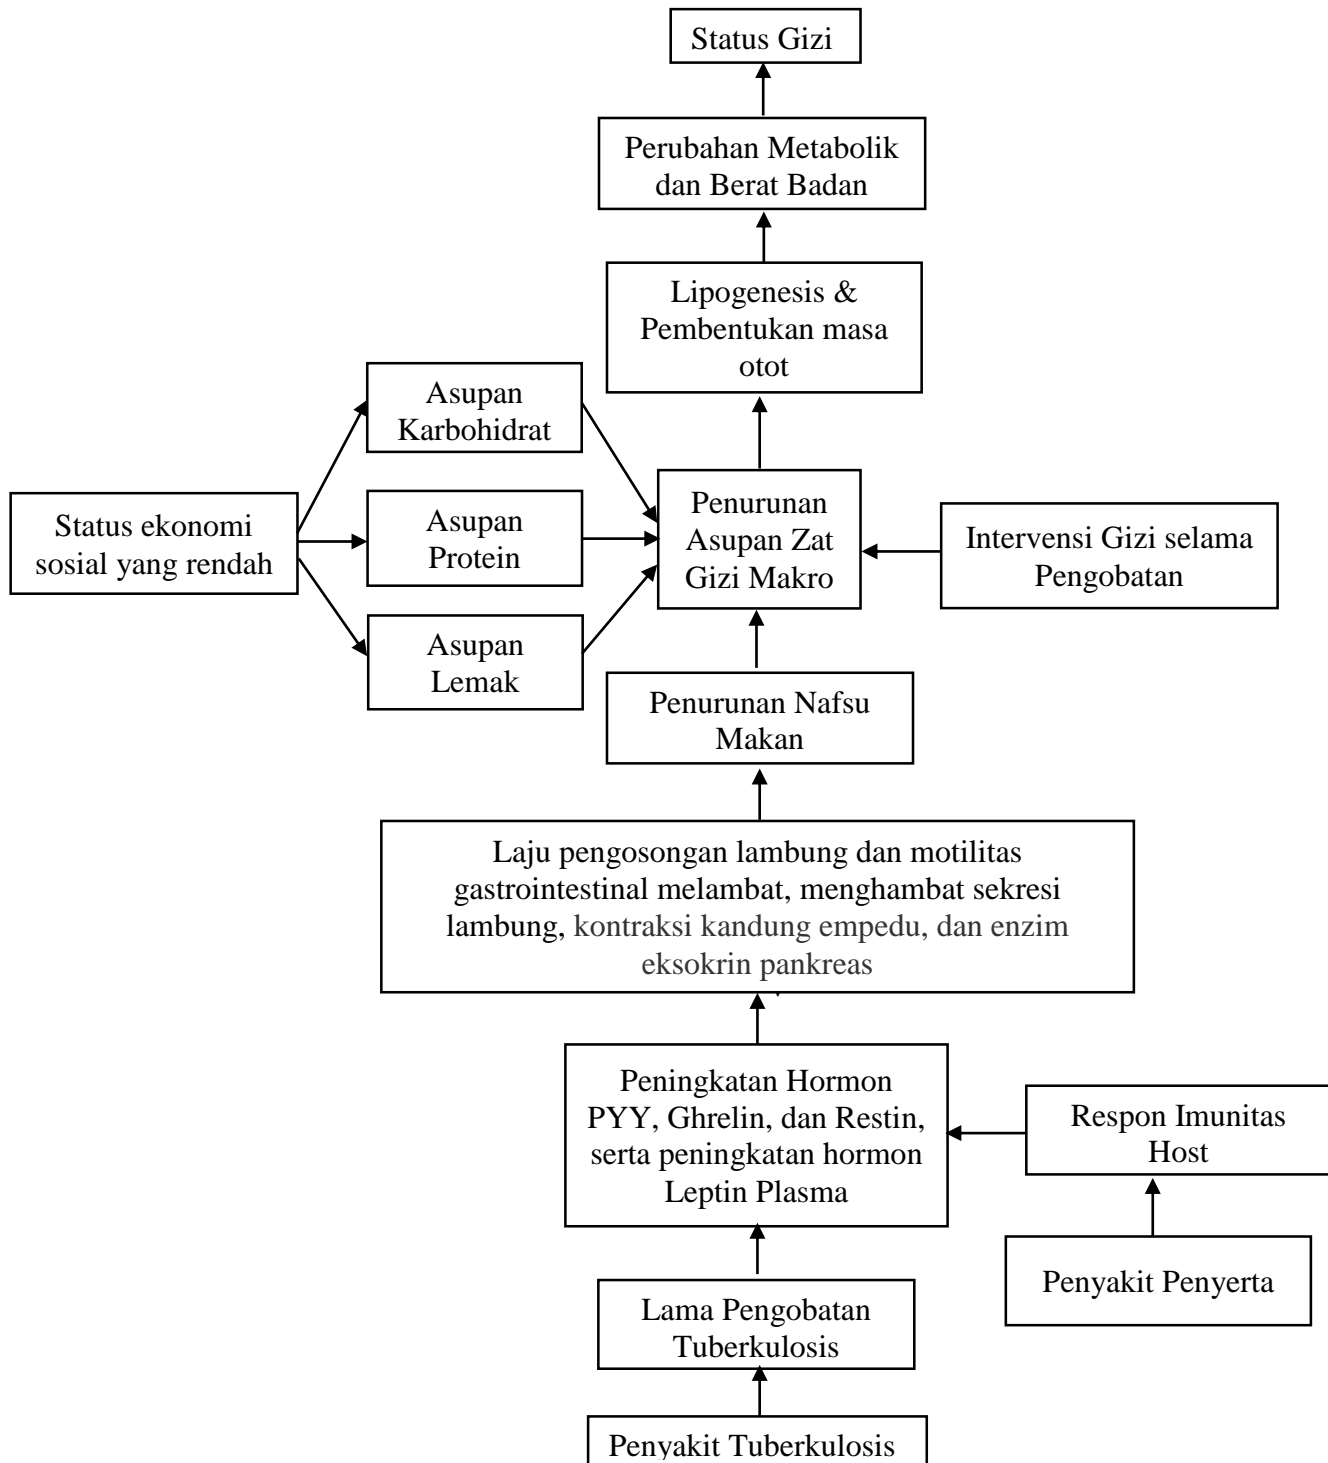 Status Gizi
Perubahan Metabolik
dan Berat Badan
Lipogenesis &
Pembentukan masa
otot
Asupan
Karbohidrat
Status ekonomi
sosial yang rendah
Asupan
Protein
Penurunan
Asupan Zat
Gizi Makro
Intervensi Gizi selama
Pengobatan
Asupan
Lemak
Penurunan Nafsu
Makan
Laju pengosongan lambung dan motilitas
gastrointestinal melambat, menghambat sekresi
lambung, kontraksi kandung empedu, dan enzim
eksokrin pankreas
Peningkatan Hormon
PYY, Ghrelin, dan Restin,
serta peningkatan hormon
Leptin Plasma
Respon Imunitas
Host
Penyakit Penyerta
Lama Pengobatan
Tuberkulosis
Penyakit Tuberkulosis